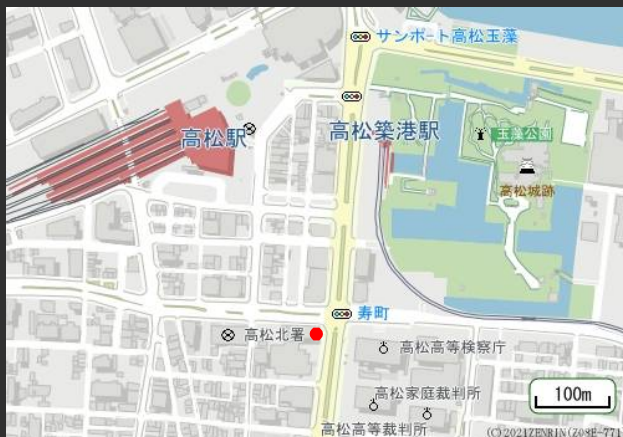 サンポート高松玉藻
高松駅
高松築港駅
玉藻公園
高松城跡
寿町
高松北署
高松高等検察庁
高松家庭裁判所
高松高等裁判所
100m
(C)2021ZENRIN(Z08E-771